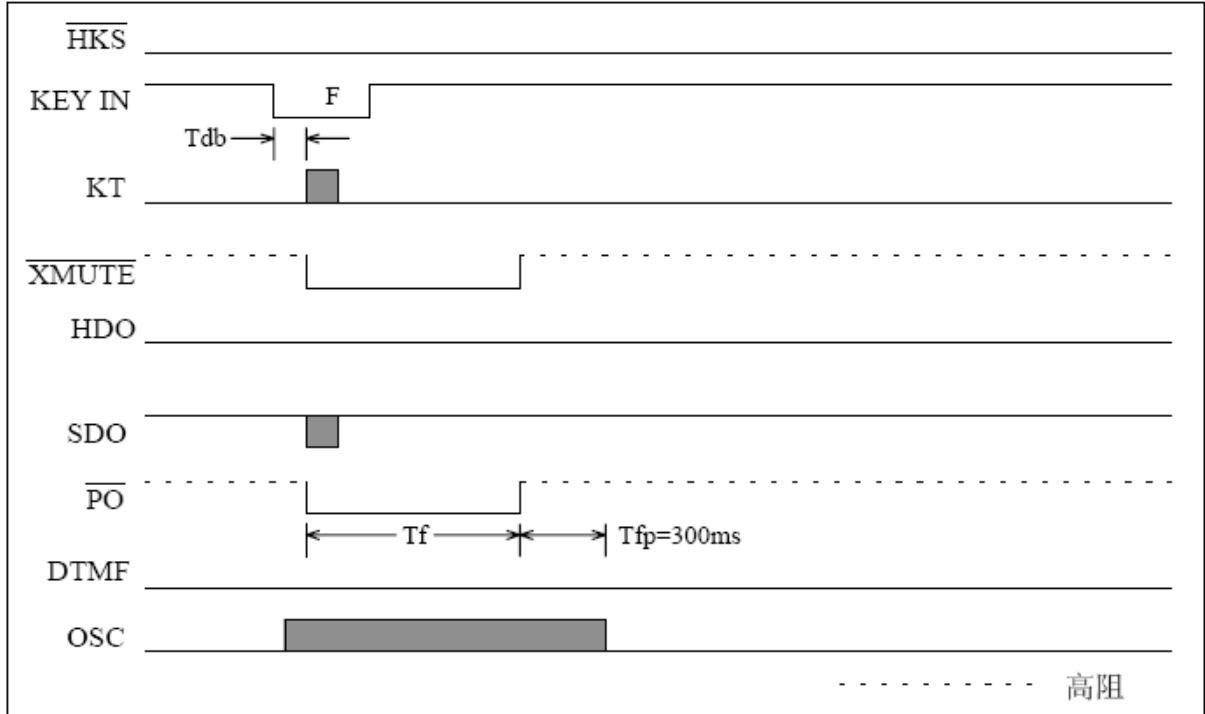 HKS
KEY IN
F
Tdb
KT
XMUTE
HDO
SDO
PO
Tf
Tfp=300ms
DTMF
OSC
高阻